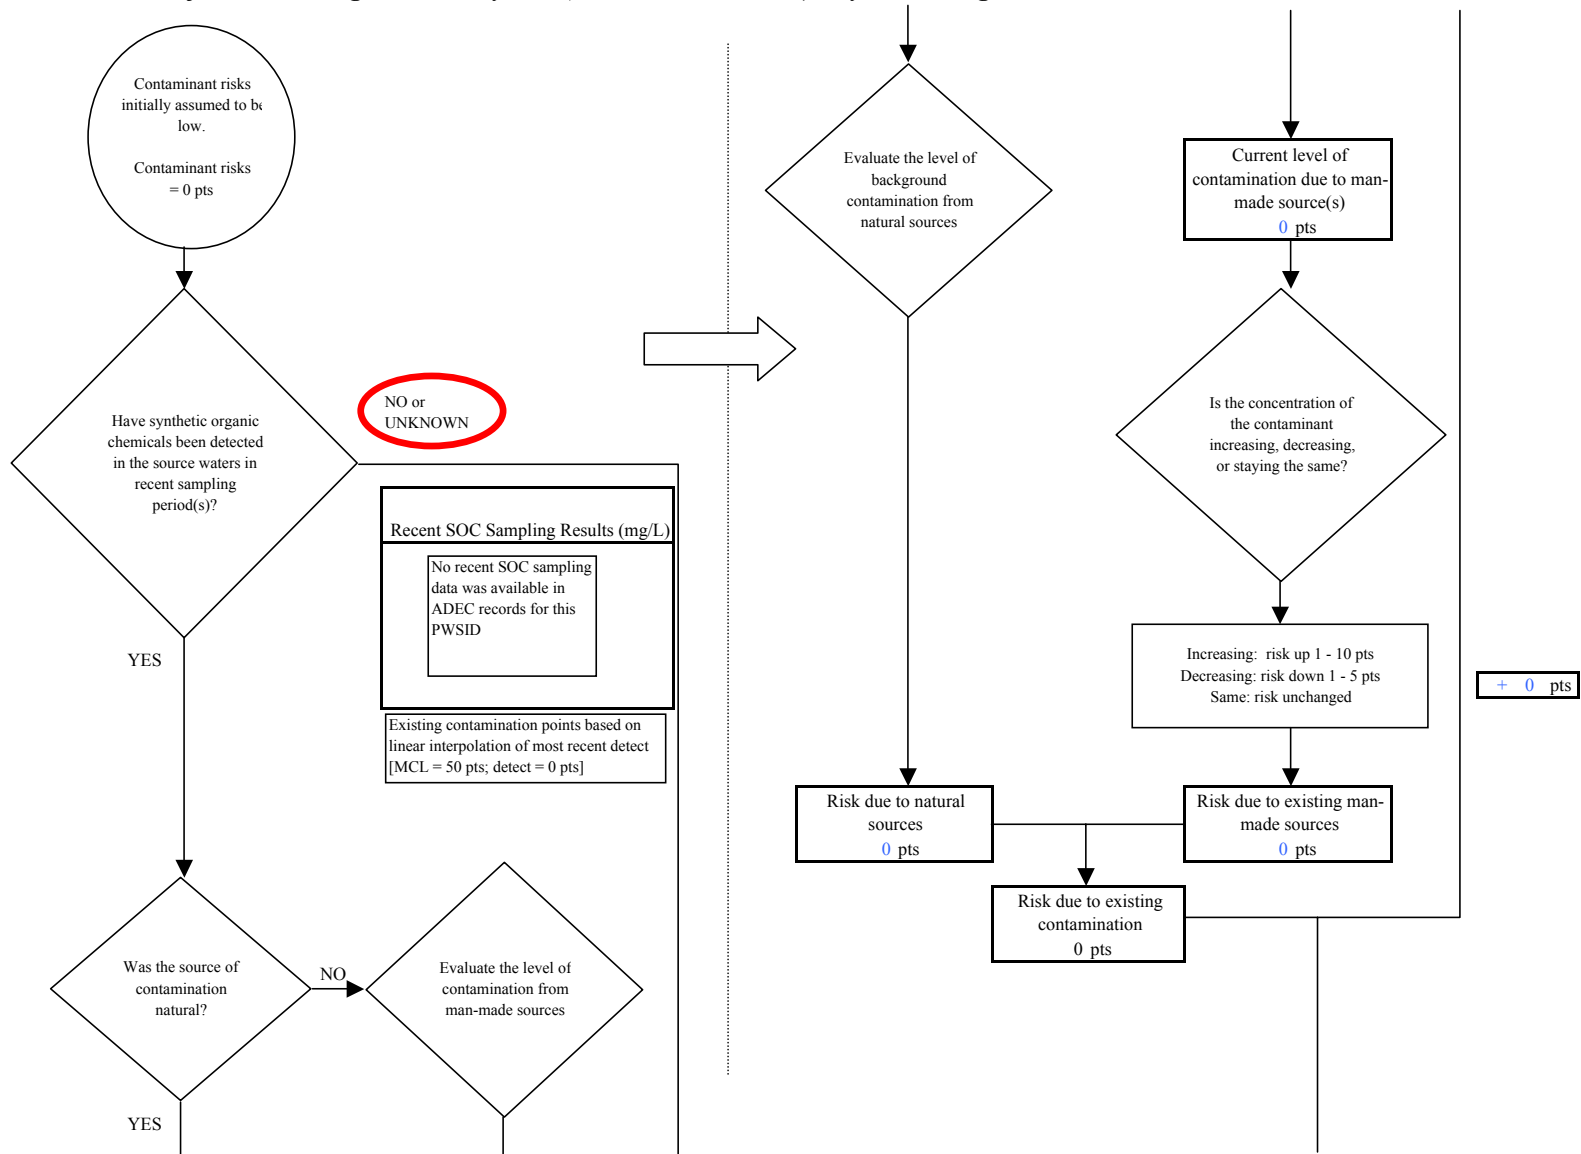 Contaminant risks
initially assumed to be
low.
Contaminant risks
= 0 pts
Have synthetic organic
chemicals been detected
in the source waters in
recent sampling
period(s)?
NO or
UNKNOWN
Recent SOC Sampling Results (mg/L)
No recent SOC sampling
data was available in
ADEC records for this
PWSID
Existing contamination points based on
linear interpolation of most recent detect
[MCL = 50 pts; detect = 0 pts]
YES
Was the source of
contamination
natural?
NO
Evaluate the level of
contamination from
man-made sources
YES
Evaluate the level of
background
contamination from
natural sources
Current level of
contamination due to man-
made source(s)
0 pts
Is the concentration of
the contaminant
increasing, decreasing,
or staying the same?
Increasing: risk up 1 - 10 pts
Decreasing: risk down 1 - 5 pts
Same: risk unchanged
+ 0 pts
Risk due to natural
sources
0 pts
Risk due to existing man-
made sources
0 pts
Risk due to existing
contamination
0 pts